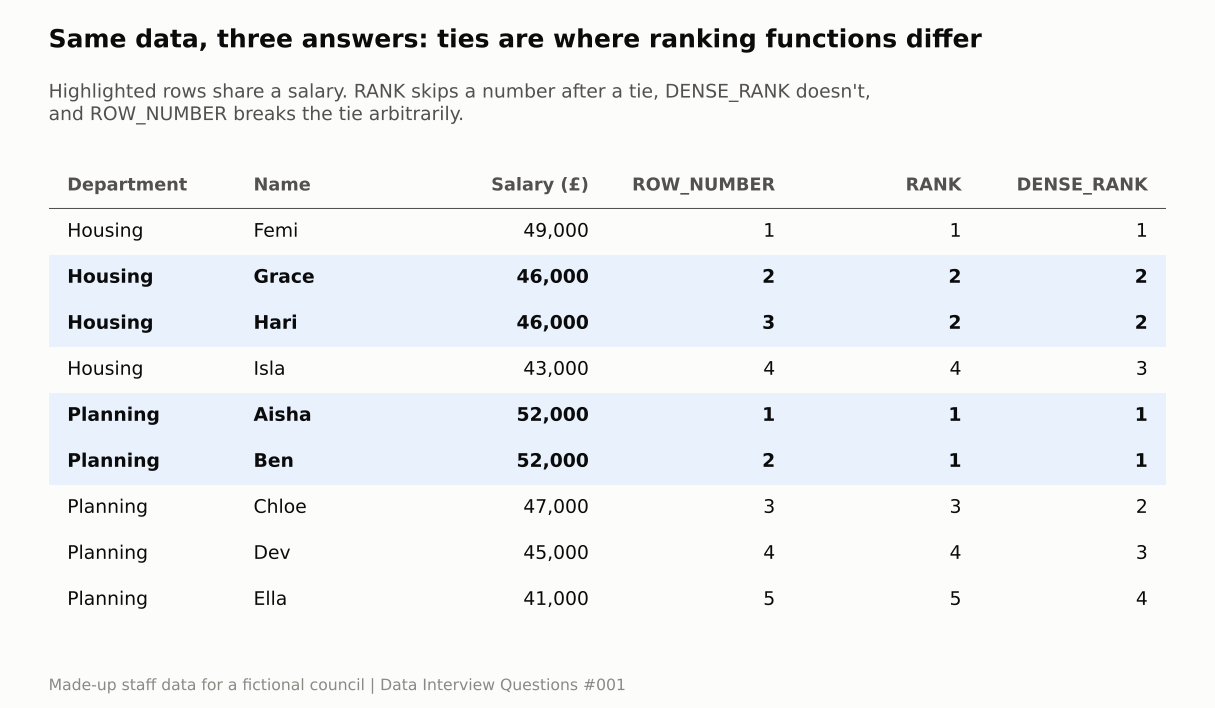 Same data, three answers: ties are where ranking functions differ
Highlighted rows share a salary. RANK skips a number after a tie, DENSE_RANK doesn't,
and ROW_NUMBER breaks the tie arbitrarily.
Department Name Salary (£) ROW_NUMBER RANK DENSE_RANK
Housing Femi 49,000 1 1 1
Housing Grace 46,000 2 2 2
Housing Hari 46,000 3 2 2
Housing Isla 43,000 4 4 3
Planning Aisha 52,000 1 1 1
Planning Ben 52,000 2 1 1
Planning Chloe 47,000 3 3 2
Planning Dev 45,000 4 4 3
Planning Ella 41,000 5 5 4
Made-up staff data for a fictional council | Data Interview Questions #001